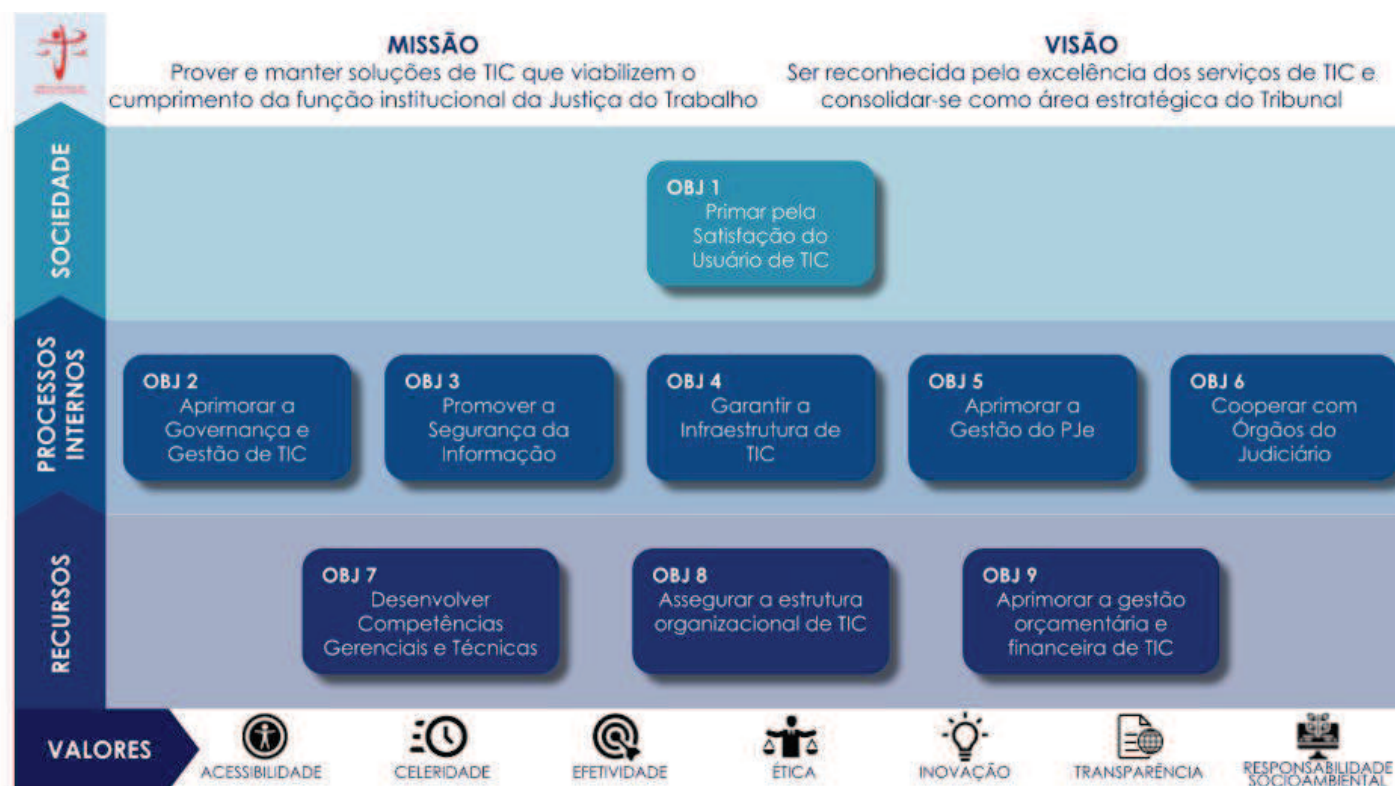 MISSÃO
Prover e manter soluções de TIC que viabilizem o
cumprimento da função institucional da Justiça do Trabalho
VISÃO
Ser reconhecida pela excelência dos serviços de TIC e
consolidar-se como área estratégica do Tribunal
SOCIEDADE
OBJ 1
Primar pela
Satisfação do
Usuário de TIC
PROCESSOS
INTERNOS
OBJ 2
Aprimorar a
Governança e
Gestão de TIC
OBJ 3
Promover a
Segurança da
Informação
OBJ 4
Garantir a
Infraestrutura de
TIC
OBJ 5
Aprimorar a
Gestão do PJe
OBJ 6
Cooperar com
Órgãos do
Judiciário
RECURSOS
OBJ 7
Desenvolver
Competências
Gerenciais e Técnicas
OBJ 8
Assegurar a estrutura
organizacional de TIC
OBJ 9
Aprimorar a gestão
orçamentária e
financeira de TIC
VALORES
ACESSIBILIDADE
CELERIDADE
EFETIVIDADE
ÉTICA
INOVAÇÃO
TRANSPARÊNCIA
RESPONSABILIDADE
SOCIOAMBIENTAL